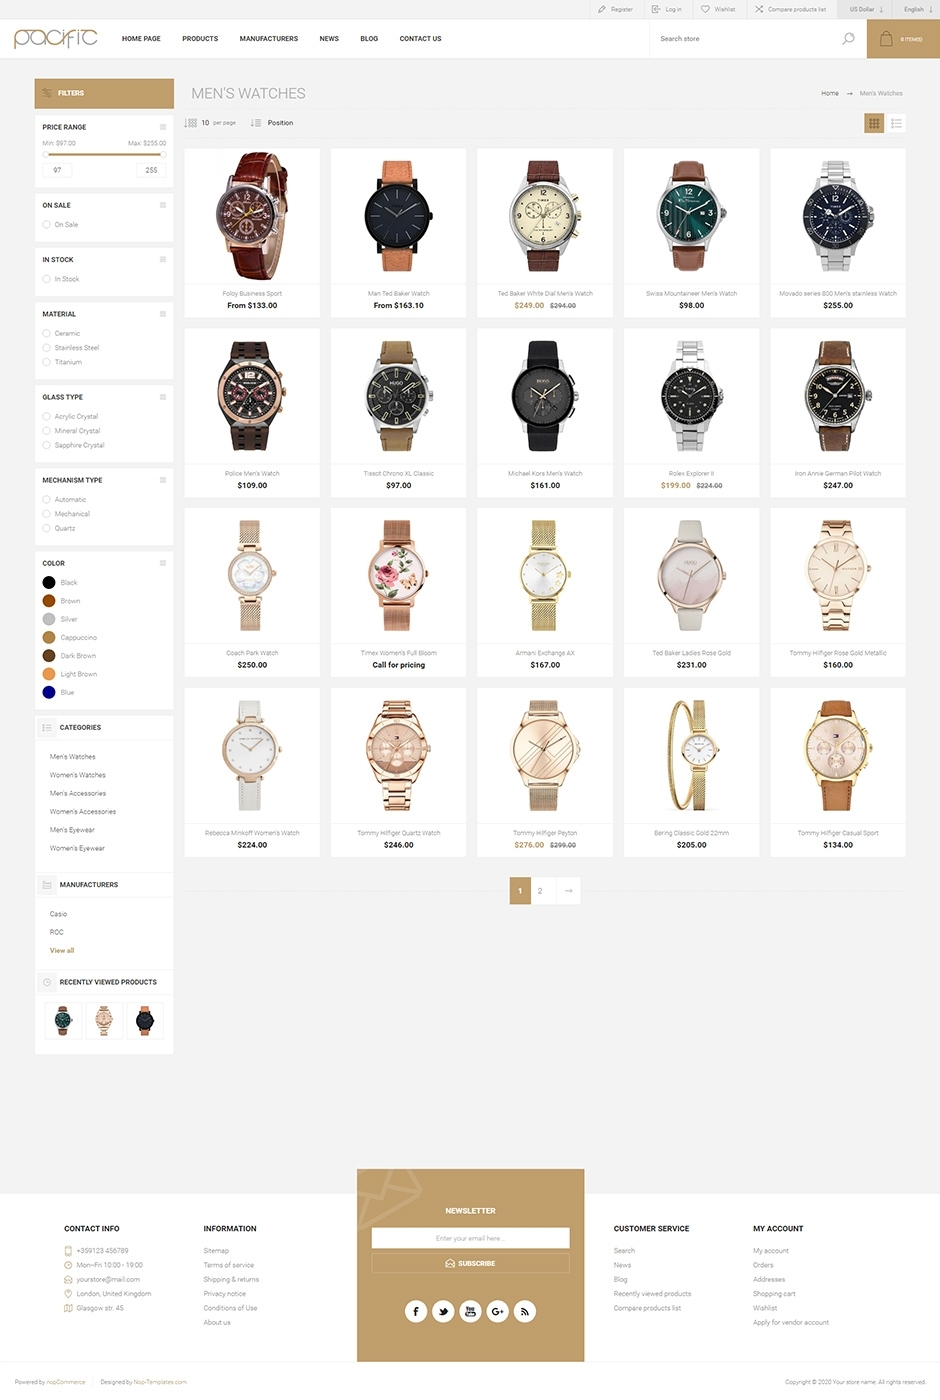 Register Log in Wishlist Compare products list US Dollar English
pacific HOME PAGE PRODUCTS MANUFACTURERS NEWS BLOG CONTACT US Search store 0 ITEM(S)
FILTERS
PRICE RANGE
Min: $97.00 Max: $255.00
97 255
ON SALE
On Sale
IN STOCK
In Stock
MATERIAL
Ceramic
Stainless Steel
Titanium
GLASS TYPE
Acrylic Crystal
Mineral Crystal
Sapphire Crystal
MECHANISM TYPE
Automatic
Mechanical
Quartz
COLOR
Black
Brown
Silver
Cappuccino
Dark Brown
Light Brown
Blue
CATEGORIES
Men's Watches
Women's Watches
Men's Accessories
Women's Accessories
Men's Eyewear
Women's Eyewear
MANUFACTURERS
Casio
ROC
View all
RECENTLY VIEWED PRODUCTS
MEN'S WATCHES Home → Men's Watches
10 per page Position
Foloy Business Sport
From $133.00
Man Ted Baker Watch
From $163.10
Ted Baker White Dial Men's Watch
$249.00 $294.00
Swiss Mountaineer Men's Watch
$98.00
Movado series 800 Men's stainless Watch
$255.00
Police Men's Watch
$109.00
HUGO
Tissot Chrono XL Classic
$97.00
BOSS
Michael Kors Men's Watch
$161.00
Rolex Explorer II
$199.00 $224.00
Iron Annie German Pilot Watch
$247.00
Coach Park Watch
$250.00
Timex Women's Full Bloom
Call for pricing
Armani Exchange AX
$167.00
HUGO
Ted Baker Ladies Rose Gold
$231.00
Tommy Hilfiger Rose Gold Metallic
$160.00
Rebecca Minkoff Women's Watch
$224.00
Tommy Hilfiger Quartz Watch
$246.00
Tommy Hilfiger Peyton
$276.00 $299.00
Bering Classic Gold 22mm
$205.00
Tommy Hilfiger Casual Sport
$134.00
1 2 →
CONTACT INFO
+359123 456789
Mon-Fri 10:00 - 19:00
yourstore@mail.com
London, United Kingdom
Glasgow str. 45
INFORMATION
Sitemap
Terms of service
Shipping & returns
Privacy notice
Conditions of Use
About us
NEWSLETTER
Enter your email here...
SUBSCRIBE
You Tube G+
CUSTOMER SERVICE
Search
News
Blog
Recently viewed products
Compare products list
MY ACCOUNT
My account
Orders
Addresses
Shopping cart
Wishlist
Apply for vendor account
Powered by nopCommerce Designed by Nop-Templates.com Copyright © 2020 Your store name. All rights reserved.